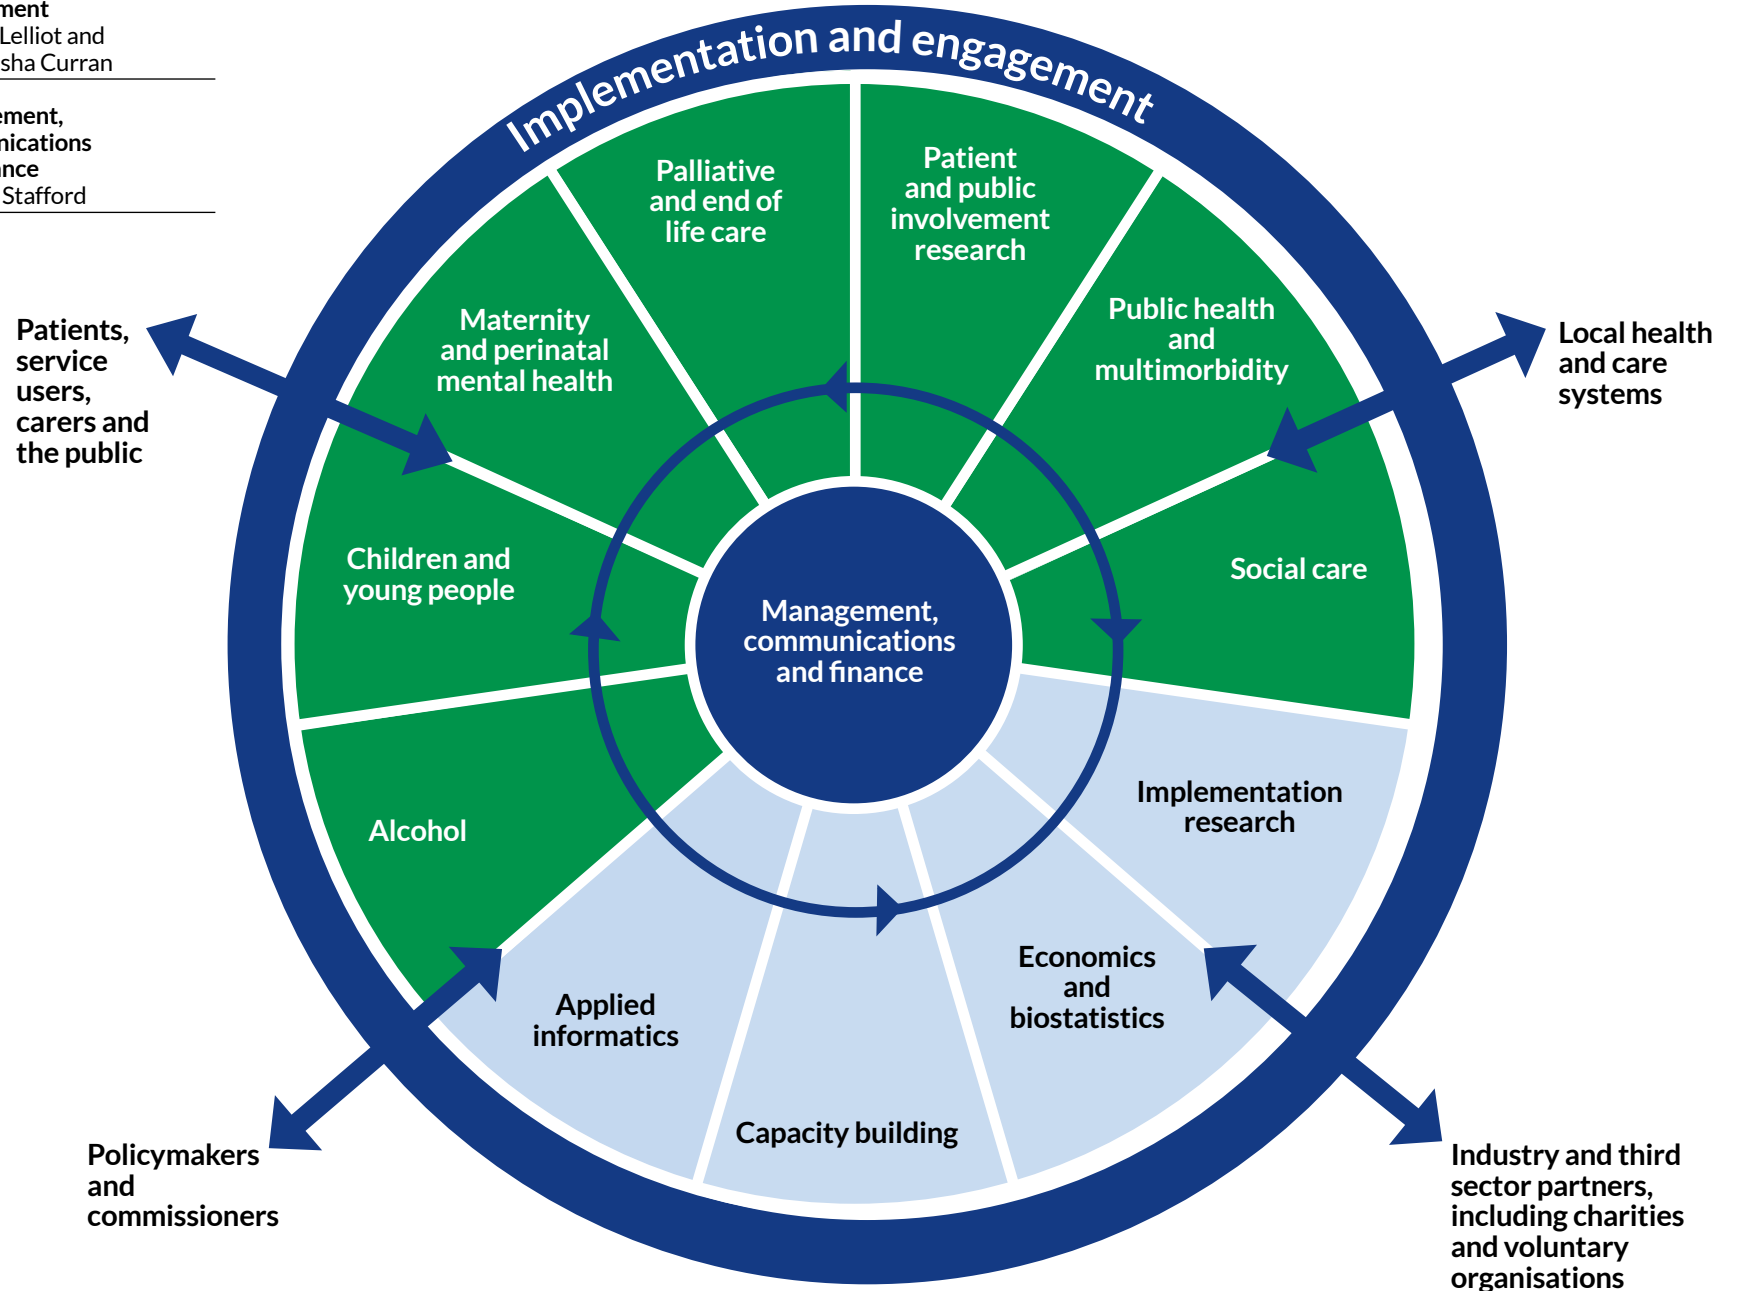 ment
Lelliot and
sha Curran
ement,
nications
nce
Stafford
Implementation and engagement
Palliative
and end of
life care
Patient
and public
involvement
research
Maternity
and perinatal
mental health
Public health
and
multimorbidity
Patients,
service
users,
carers and
the public
Local health
and care
systems
Children and
young people
Social care
Management,
communications
and finance
Alcohol
Implementation
research
Applied
informatics
Economics
and
biostatistics
Capacity building
Policymakers
and
commissioners
Industry and third
sector partners,
including charities
and voluntary
organisations